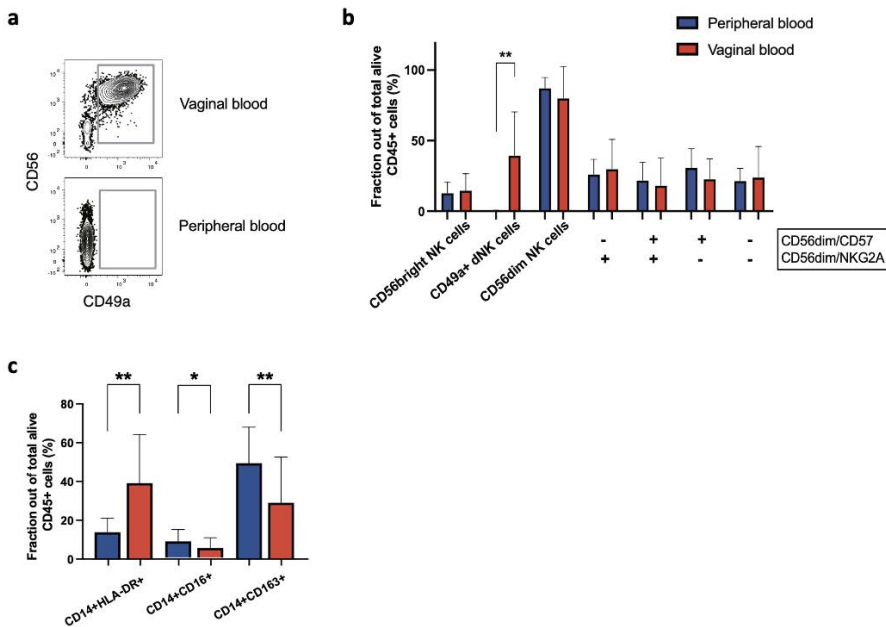 a
Vaginal blood
Peripheral blood
CD56
CD49a
b
Peripheral blood
Vaginal blood
**
100
50
0
Fraction out of total alive
CD45+ cells (%)
CD56bright NK cells
CD49a+ dNK cells
CD56dim NK cells
- + + - CD56dim/CD57
+ + - - CD56dim/NKG2A
c
** * **
80
60
40
20
0
Fraction out of total alive
CD45+ cells (%)
CD14+HLA-DR+
CD14+CD16+
CD14+CD163+